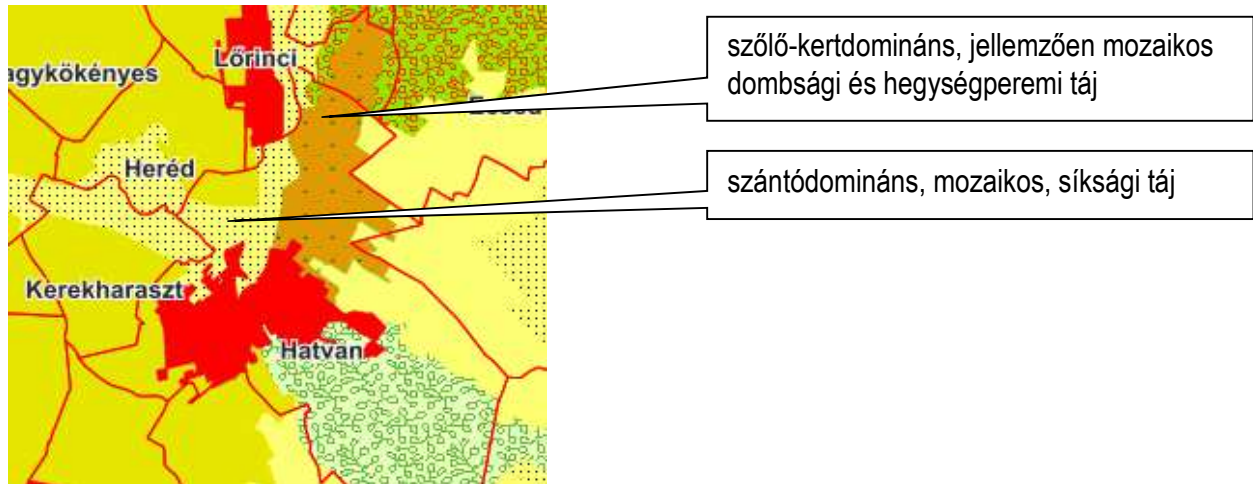 Lőrinci
agykökényes
Heréd
Kerekharaszt
Hatvan
szőlő-kertdomináns, jellemzően mozaikos
dombsági és hegységperemi táj
szántódomináns, mozaikos, síksági táj